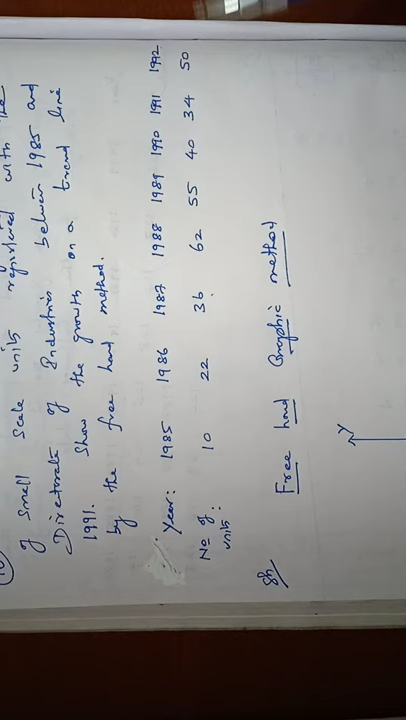 of Small Scale units registered with the
Directorate of Industries between 1985 and
1991. Show the growth on a trend line
by the free hand method.
Year: 1985 1986 1987 1988 1989 1990 1991 1992
No of units: 10 22 36 62 55 40 34 50
Free hand Graphic method
Y